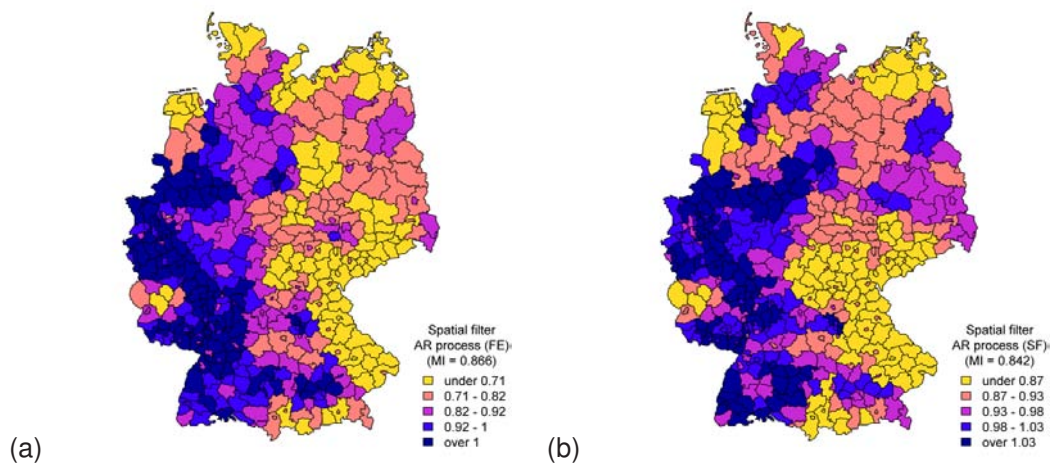 Spatial filter
AR process (FE)
(MI = 0.866)
under 0.71
0.71 - 0.82
0.82 - 0.92
0.92 - 1
over 1
(a)
Spatial filter
AR process (SF)
(MI = 0.842)
under 0.87
0.87 - 0.93
0.93 - 0.98
0.98 - 1.03
over 1.03
(b)